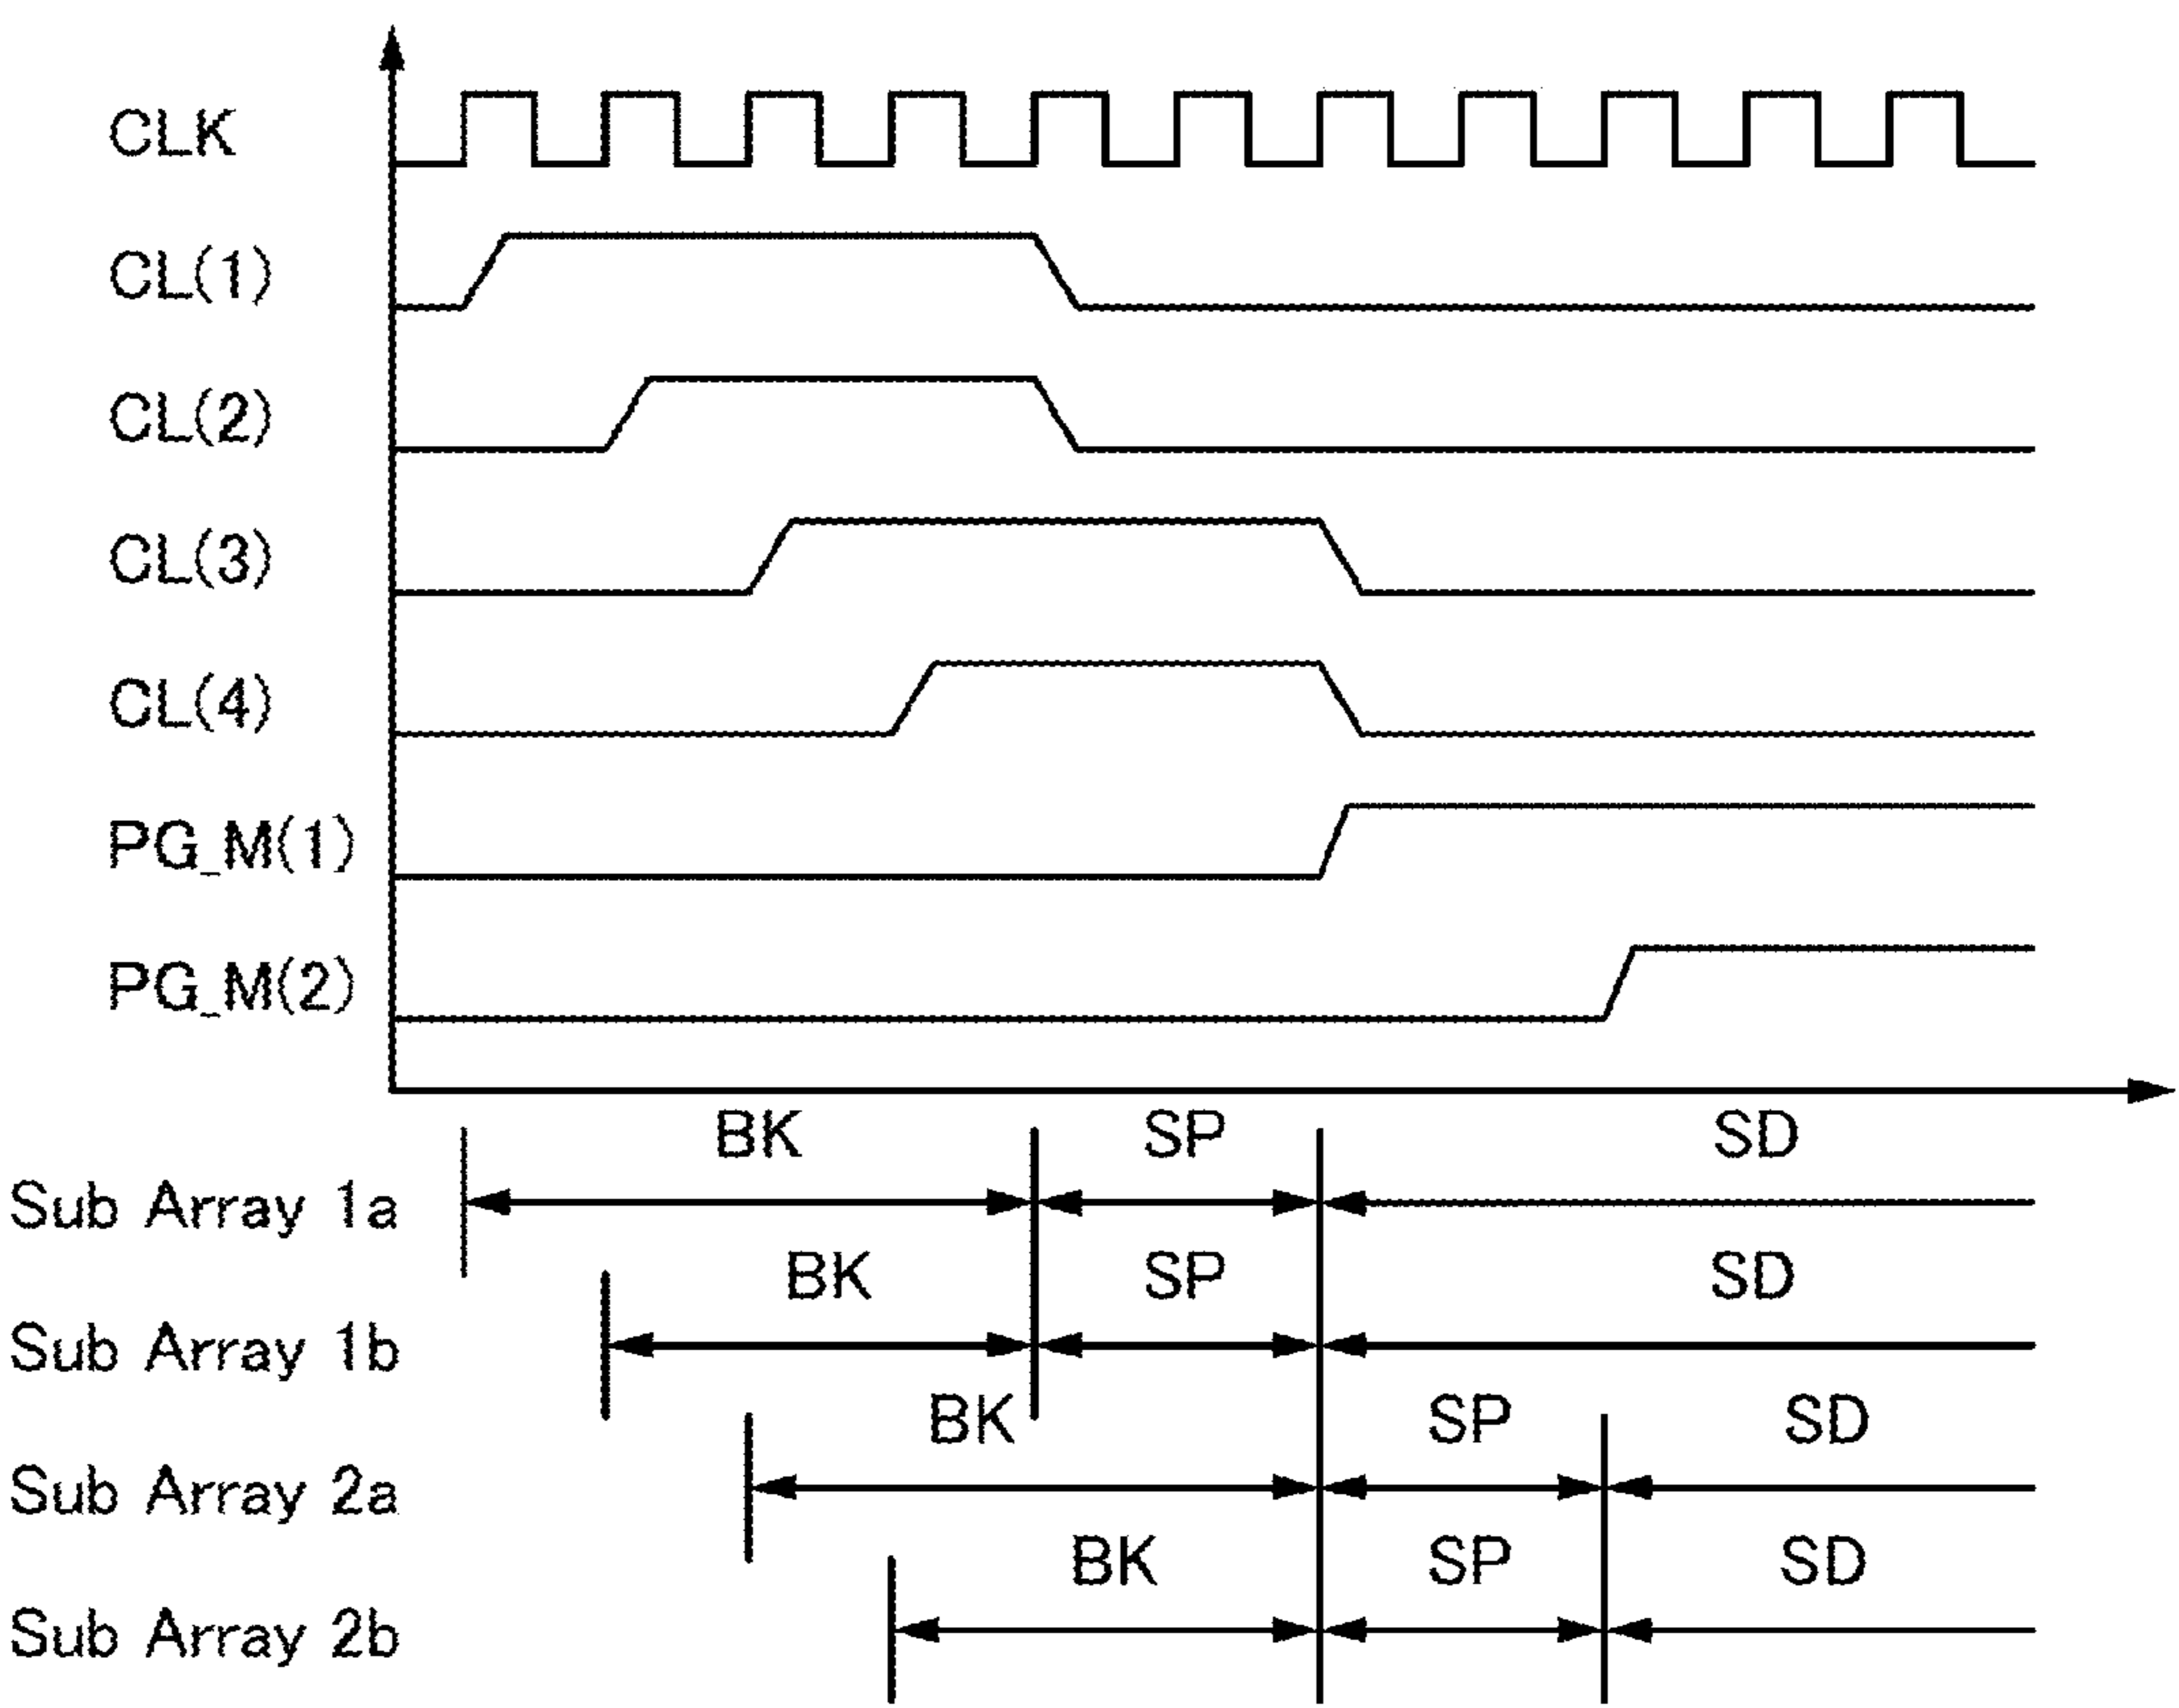 CLK
CL(1)
CL(2)
CL(3)
CL(4)
PG_M(1)
PG_M(2)
BK SP SD
Sub Array 1a
BK SP SD
Sub Array 1b
BK SP SD
Sub Array 2a
BK SP SD
Sub Array 2b